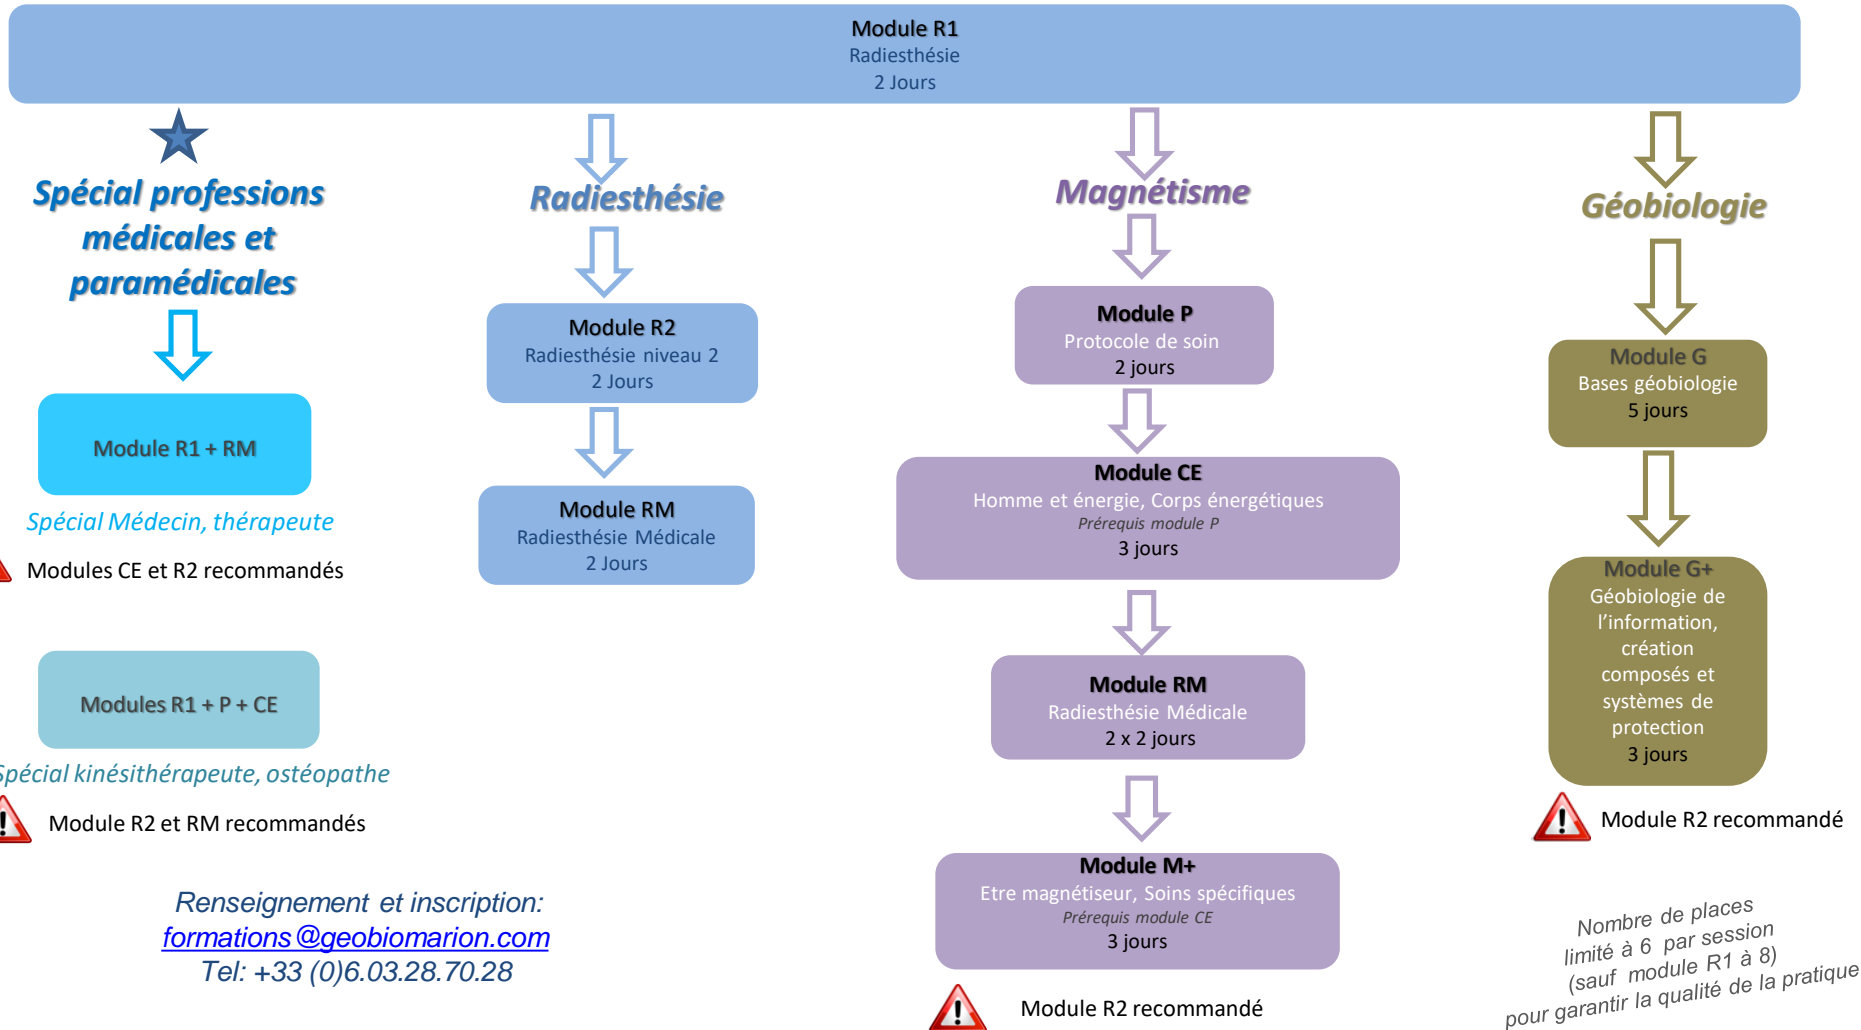 Module R1
Radiesthésie
2 Jours
Spécial professions
médicales et
paramédicales
Module R1 + RM
Spécial Médecin, thérapeute
Modules CE et R2 recommandés
Modules R1 + P + CE
Spécial kinésithérapeute, ostéopathe
Module R2 et RM recommandés
Radiesthésie
Module R2
Radiesthésie niveau 2
2 Jours
Module RM
Radiesthésie Médicale
2 Jours
Magnétisme
Module P
Protocole de soin
2 jours
Module CE
Homme et énergie, Corps énergétiques
Prérequis module P
3 jours
Module RM
Radiesthésie Médicale
2 x 2 jours
Module M+
Etre magnétiseur, Soins spécifiques
Prérequis module CE
3 jours
Module R2 recommandé
Géobiologie
Module G
Bases géobiologie
5 jours
Module G+
Géobiologie de
l'information,
création
composés et
systèmes de
protection
3 jours
Module R2 recommandé
Renseignement et inscription:
formations@geobiomarion.com
Tel: +33 (0)6.03.28.70.28
Nombre de places
limité à 6 par session
(sauf module R1 à 8)
pour garantir la qualité de la pratique